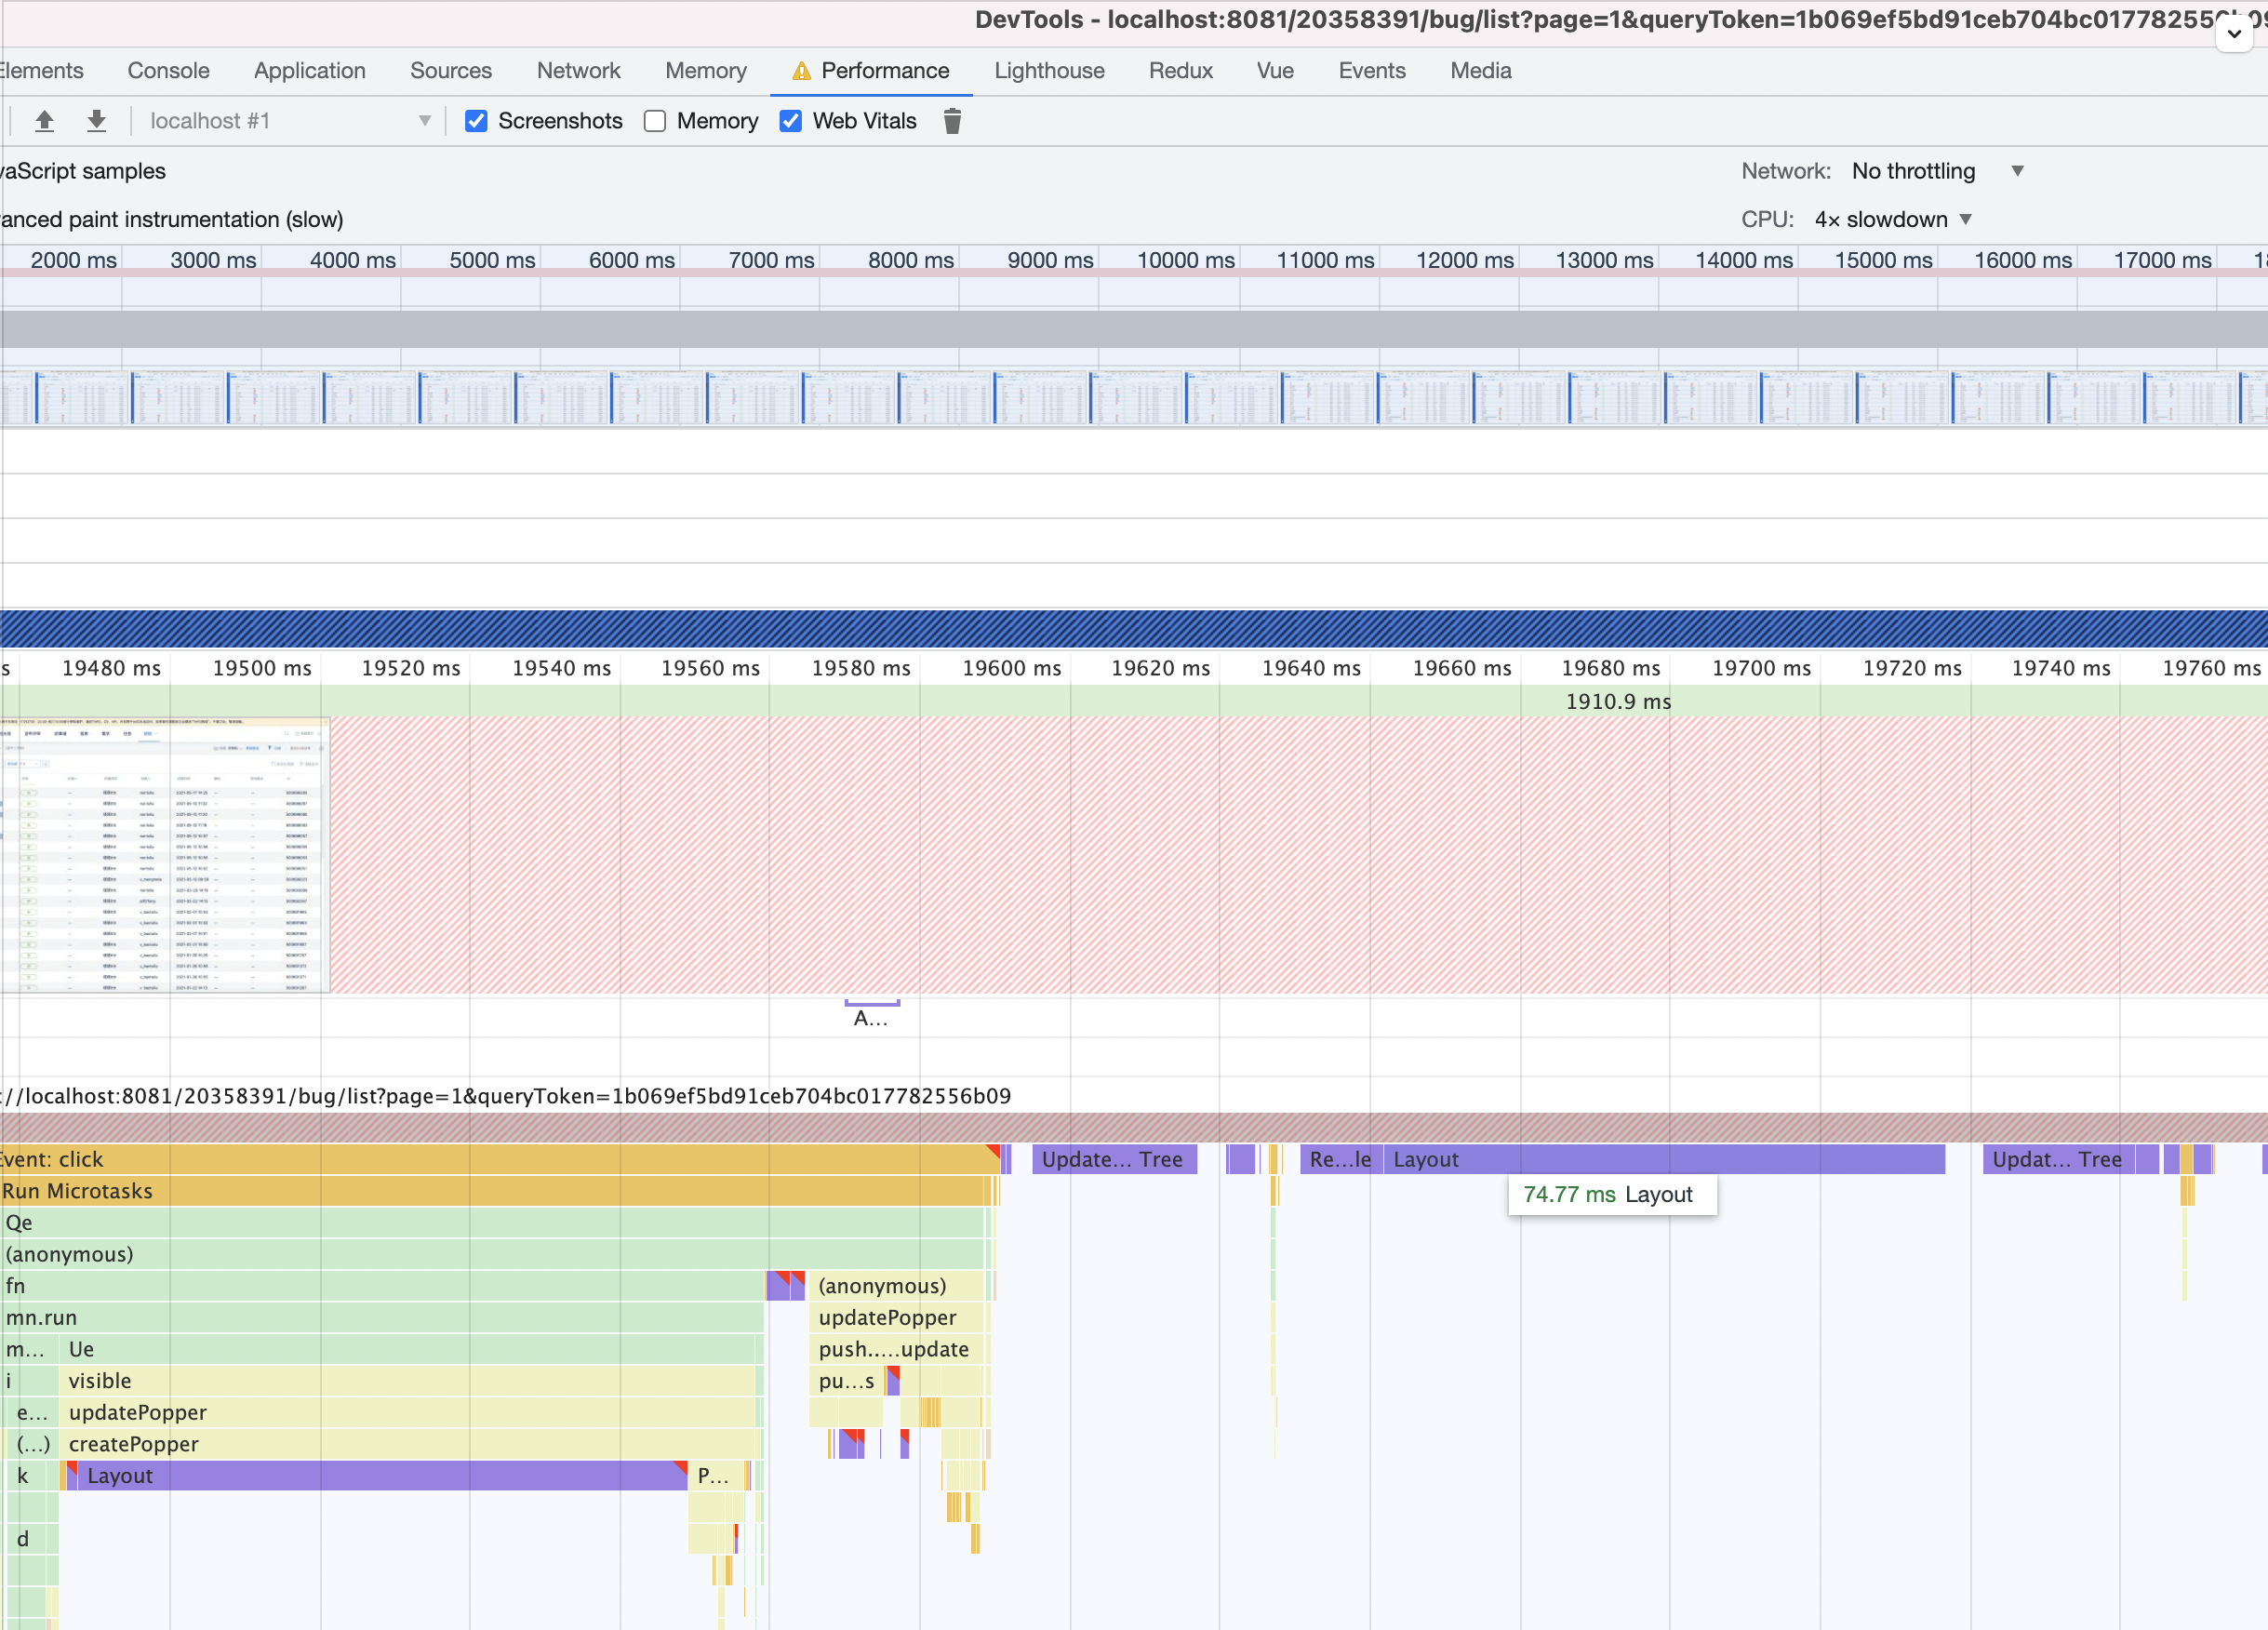 DevTools - localhost:8081/20358391/bug/list?page=1&queryToken=1b069ef5bd91ceb704bc017782556b09
Elements Console Application Sources Network Memory Performance Lighthouse Redux Vue Events Media
localhost #1 Screenshots Memory Web Vitals
vaScript samples Network: No throttling
anced paint instrumentation (slow) CPU: 4× slowdown
2000 ms 3000 ms 4000 ms 5000 ms 6000 ms 7000 ms 8000 ms 9000 ms 10000 ms 11000 ms 12000 ms 13000 ms 14000 ms 15000 ms 16000 ms 17000 ms 18
s 19480 ms 19500 ms 19520 ms 19540 ms 19560 ms 19580 ms 19600 ms 19620 ms 19640 ms 19660 ms 19680 ms 19700 ms 19720 ms 19740 ms 19760 ms
1910.9 ms
A...
://localhost:8081/20358391/bug/list?page=1&queryToken=1b069ef5bd91ceb704bc017782556b09
Event: click Update... Tree Re...le Layout Updat... Tree
Run Microtasks 74.77 ms Layout
Qe
(anonymous)
fn (anonymous)
mn.run updatePopper
m... Ue push.....update
i visible pu...s
e... updatePopper
(...) createPopper
k Layout P...
d